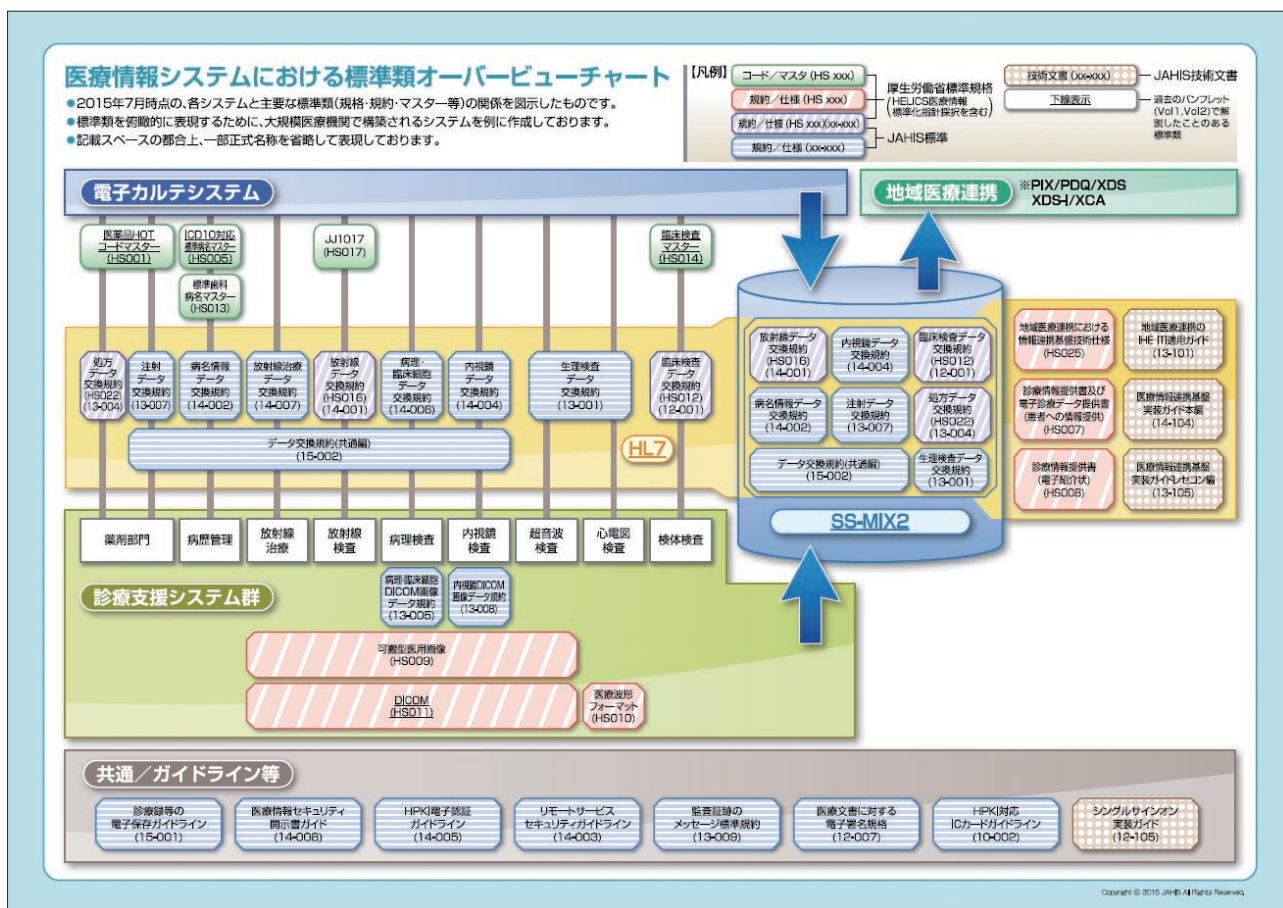 医療情報システムにおける標準類オーバービューチャート
●2015年7月時点の、各システムと主要な標準類(規格・規約・マスター等)の関係を図示したものです。
●標準類を俯瞰的に表現するために、大規模医療機関で構築されるシステムを例に作成しております。
●記載スペースの都合上、一部正式名称を省略して表現しております。
【凡例】
コード/マスタ(HS xxx)
規約/仕様(HS xxx)
規約/仕様(HS xxx)(xx-xxx)
規約/仕様(xx-xxx)
厚生労働省標準規格
(HELICS医療情報
標準化指針採択を含む)
JAHIS標準
技術文書(xx-xxx)
JAHIS技術文書
下線表示
過去のパンフレット
(Vol1,Vol2)で解
説したことのある
標準類
電子カルテシステム
地域医療連携
※PIX/PDQ/XDS
XDS-I/XCA
医薬品HOT
コードマスター
(HS001)
ICD10対応
標準病名マスター
(HS005)
標準歯科
病名マスター
(HS013)
JJ1017
(HS017)
臨床検査
マスター
(HS014)
処方
データ
交換規約
(HS022)
(13-004)
注射
データ
交換規約
(13-007)
病名情報
データ
交換規約
(14-002)
放射線治療
データ
交換規約
(14-007)
放射線
データ
交換規約
(HS016)
(14-001)
病理・
臨床細胞
データ
交換規約
(14-006)
内視鏡
データ
交換規約
(14-004)
生理検査
データ
交換規約
(13-001)
臨床検査
データ
交換規約
(HS012)
(12-001)
データ交換規約(共通編)
(15-002)
HL7
放射線データ
交換規約
(HS016)
(14-001)
内視鏡データ
交換規約
(14-004)
臨床検査データ
交換規約
(HS012)
(12-001)
病名情報データ
交換規約
(14-002)
注射データ
交換規約
(13-007)
処方データ
交換規約
(HS022)
(13-004)
データ交換規約(共通編)
(15-002)
生理検査データ
交換規約
(13-001)
SS-MIX2
地域医療連携における
情報連携基盤技術仕様
(HS025)
地域医療連携の
IHE ITI適用ガイド
(13-101)
診療情報提供書及び
電子診療データ提供書
(患者への情報提供)
(HS007)
医療情報連携基盤
実装ガイド本編
(14-104)
診療情報提供書
(電子紹介状)
(HS008)
医療情報連携基盤
実装ガイドレセコン編
(13-105)
薬剤部門
病歴管理
放射線
治療
放射線
検査
病理検査
内視鏡
検査
超音波
検査
心電図
検査
検体検査
診療支援システム群
病理・臨床細胞
DICOM画像
データ規約
(13-005)
内視鏡DICOM
画像データ規約
(13-008)
可搬型医用画像
(HS009)
DICOM
(HS011)
医療波形
フォーマット
(HS010)
共通/ガイドライン等
診療録等の
電子保存ガイドライン
(15-001)
医療情報セキュリティ
開示書ガイド
(14-008)
HPKI電子認証
ガイドライン
(14-005)
リモートサービス
セキュリティガイドライン
(14-003)
監査証跡の
メッセージ標準規約
(13-009)
医療文書に対する
電子署名規格
(12-007)
HPKI対応
ICカードガイドライン
(10-002)
シングルサインオン
実装ガイド
(12-105)
Copyright © 2015 JAHIS All Rights Reserved.